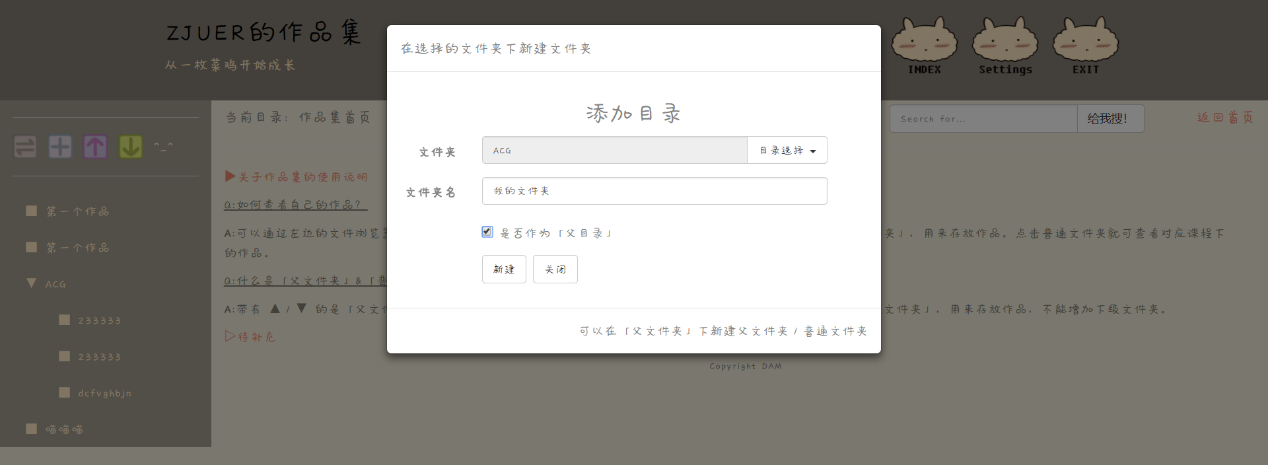 ZJUER的作品集
从一枚菜鸡开始成长
INDEX
Settings
EXIT
在选择的文件夹下新建文件夹
添加目录
文件夹
ACG
目录选择
文件夹名
我的文件夹
是否作为「父目录」
新建
关闭
可以在「父文件夹」下新建父文件夹 / 普通文件夹
^_^
第一个作品
第一个作品
ACG
233333
233333
dcfvghbjn
喵喵喵
当前目录: 作品集首页
Search for...
给我搜!
返回首页
▶关于作品集的使用说明
Q:如何查看自己的作品?
A:可以通过左边的文件浏览
夹」, 用来存放作品。点击普通文件夹就可查看对应课程下
的作品。
Q:什么是「父文件夹」&「普
A:带有 ▲ / ▼ 的是「父文件
文件夹」, 用来存放作品, 不能增加下级文件夹。
▷待补充
Copyright DAM